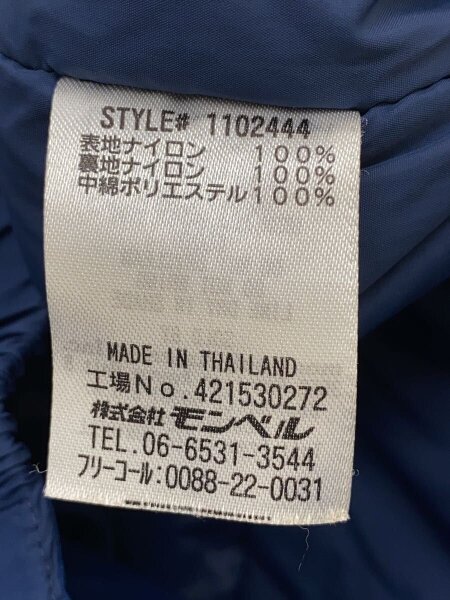 STYLE# 1102444
表地ナイロン 100%
裏地ナイロン 100%
中綿ポリエステル100%
MADE IN THAILAND
工場No.421530272
株式会社 モンベル
TEL.06-6531-3544
フリーコール:0088-22-0031